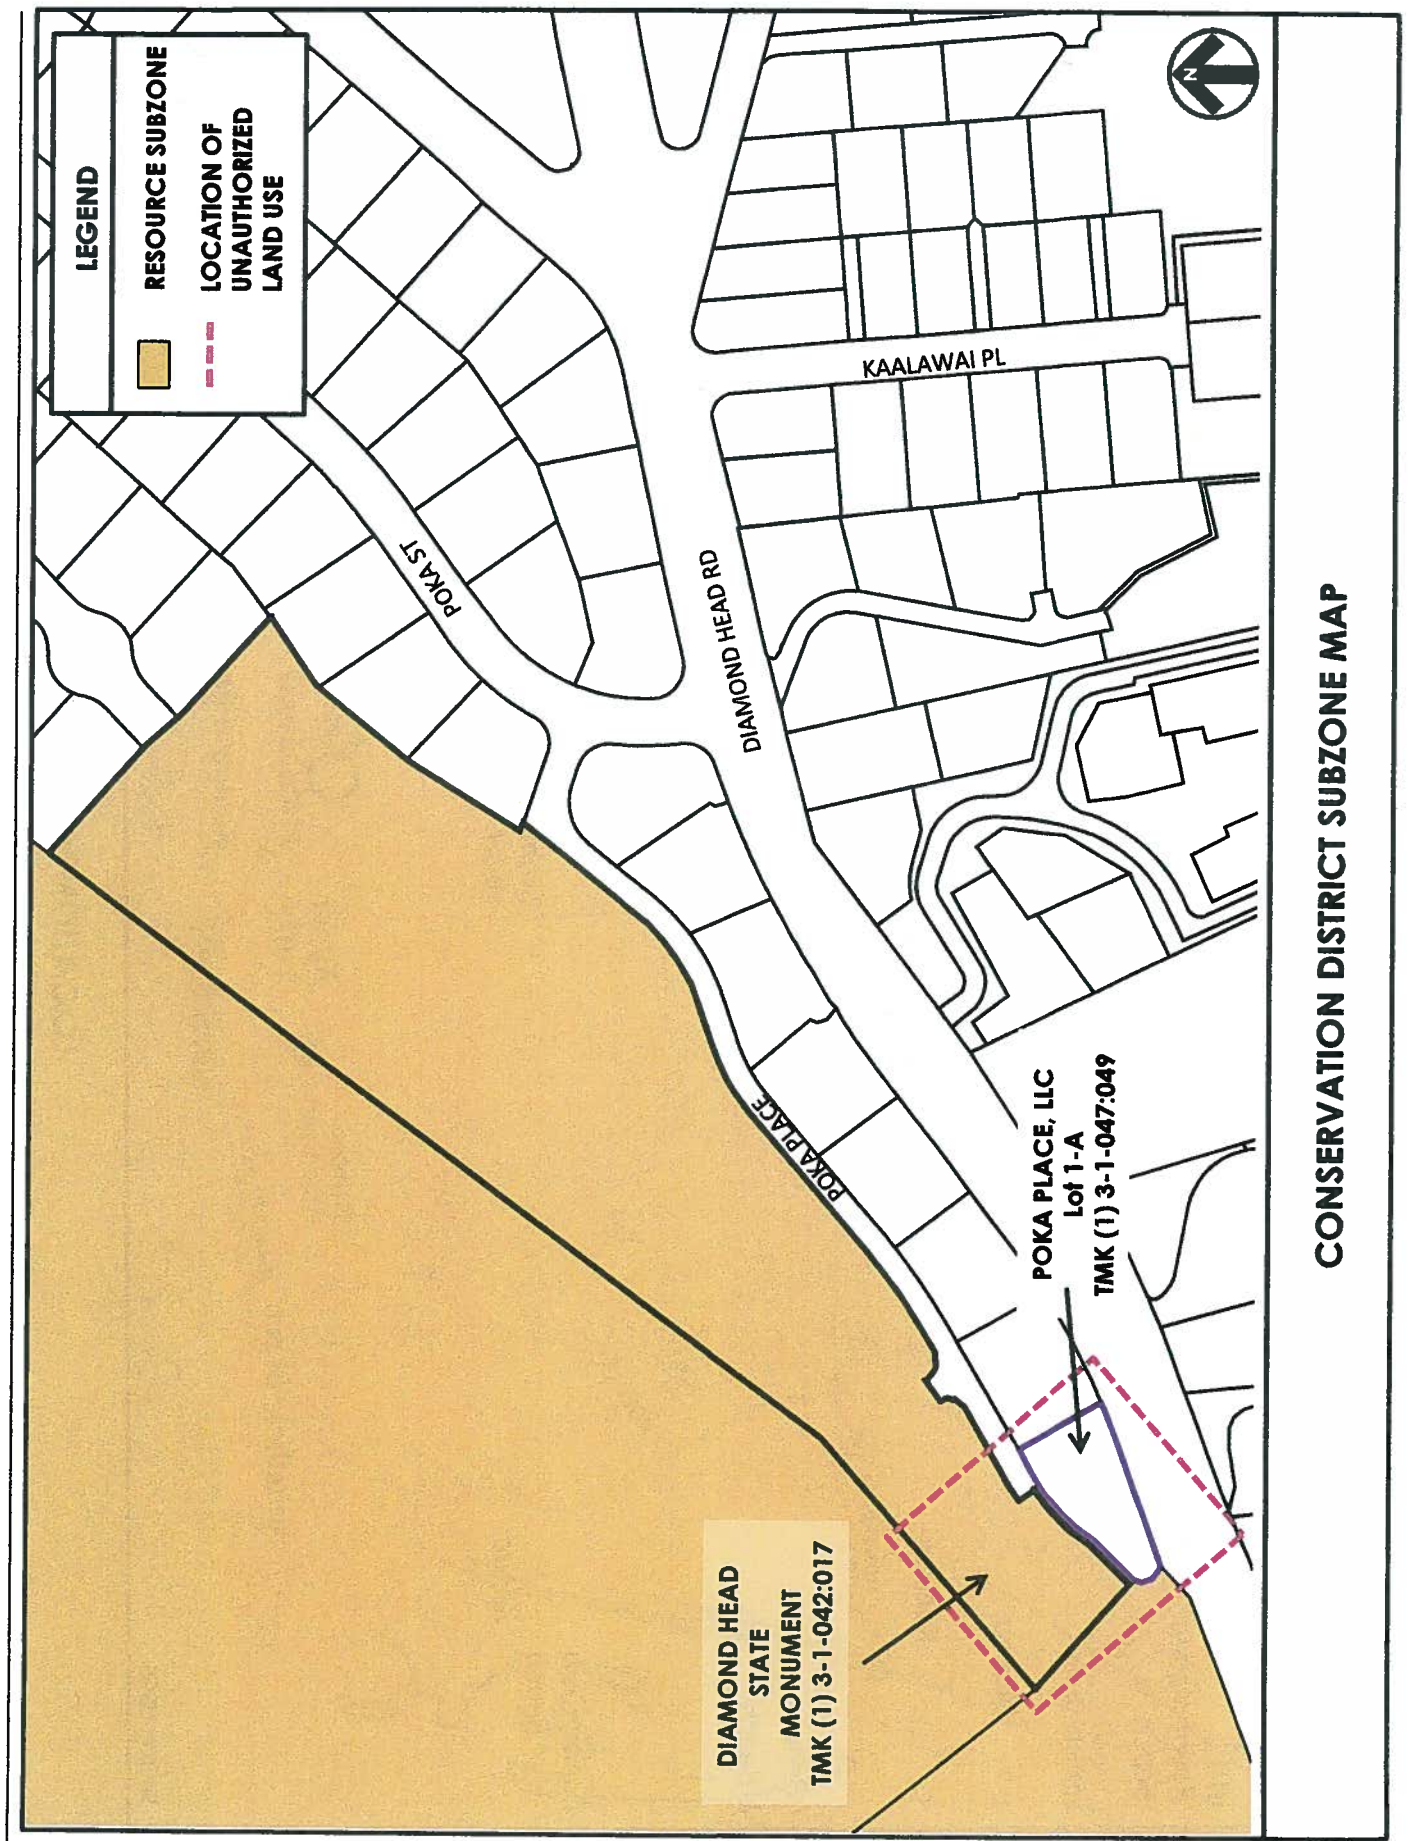 LEGEND
RESOURCE SUBZONE
LOCATION OF
UNAUTHORIZED
LAND USE
N
POKA ST
DIAMOND HEAD RD
KAALAWAI PL
POKA PLACE
DIAMOND HEAD
STATE
MONUMENT
TMK (1) 3-1-042:017
POKA PLACE, LLC
Lot 1-A
TMK (1) 3-1-047:049
CONSERVATION DISTRICT SUBZONE MAP